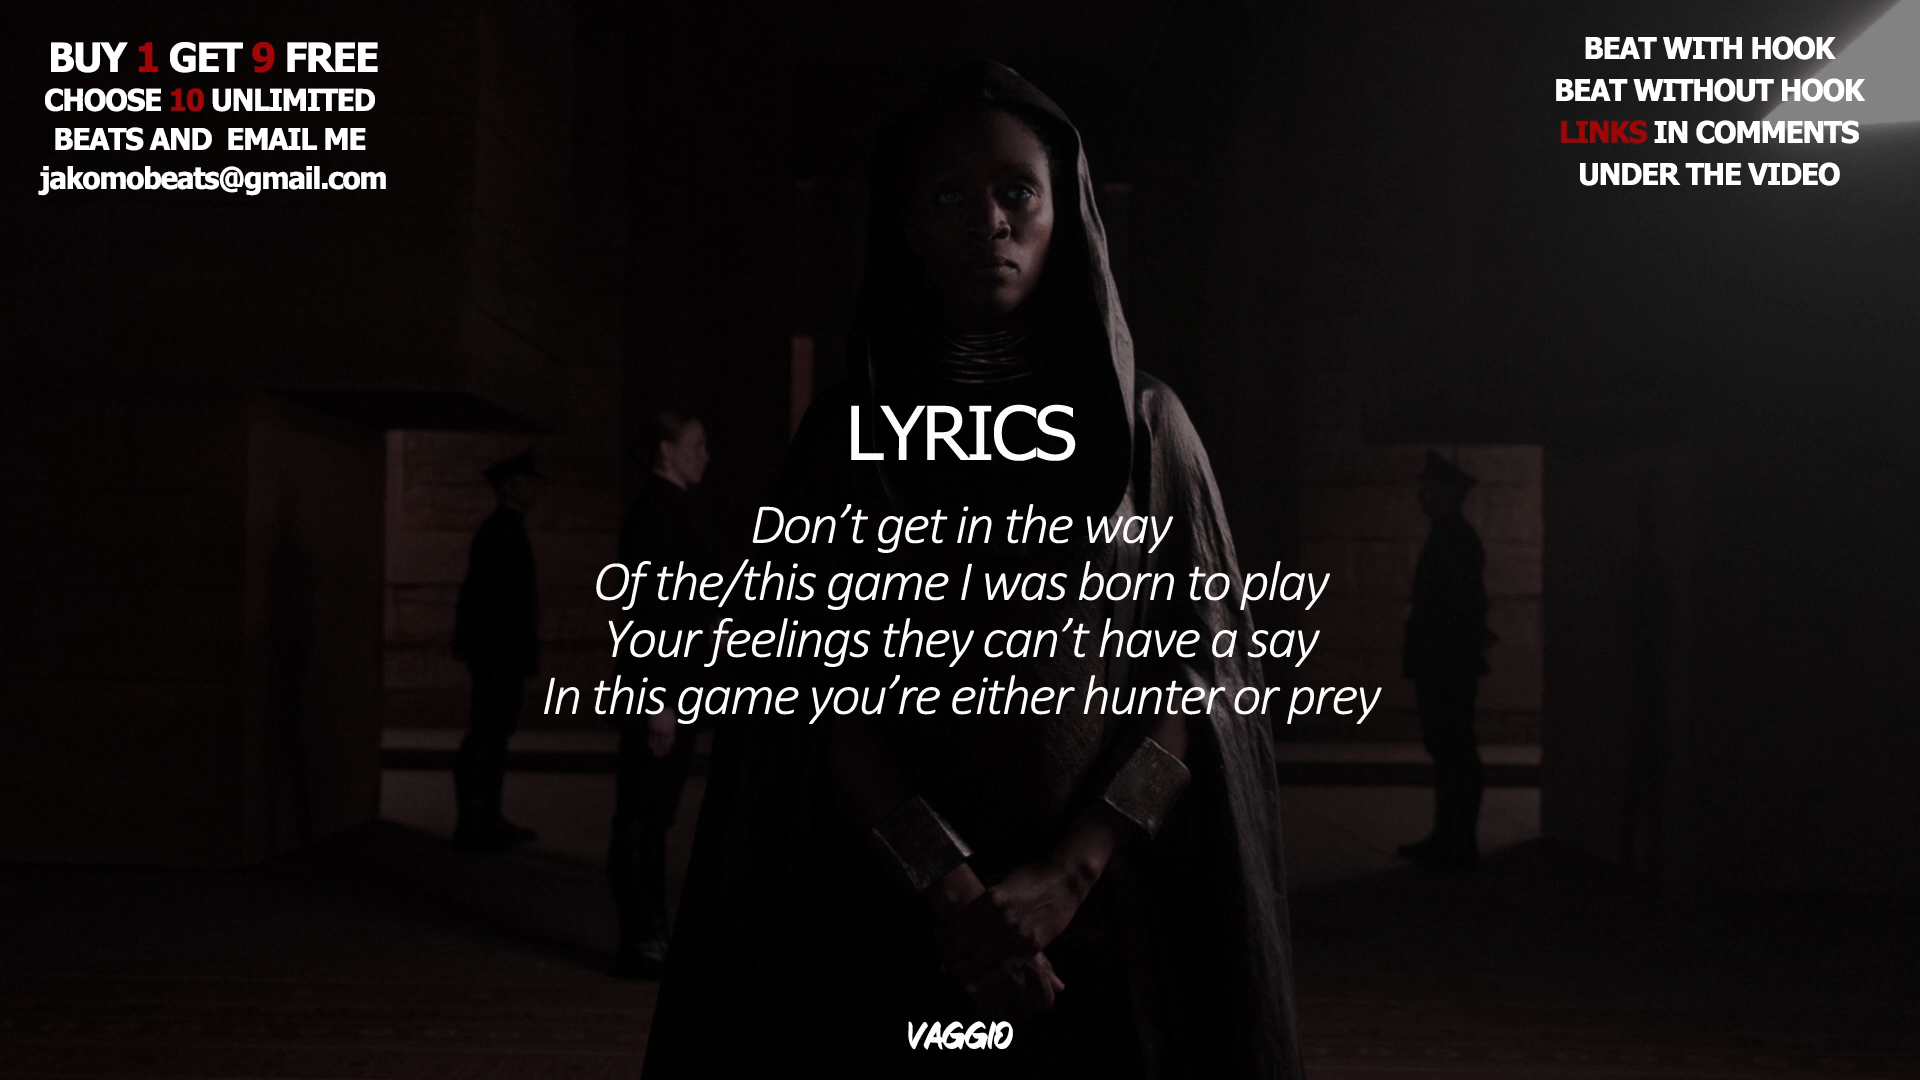 BUY 1 GET 9 FREE
CHOOSE 10 UNLIMITED
BEATS AND EMAIL ME
jakomobeats@gmail.com
BEAT WITH HOOK
BEAT WITHOUT HOOK
LINKS IN COMMENTS
UNDER THE VIDEO
LYRICS
Don’t get in the way
Of the/this game I was born to play
Your feelings they can’t have a say
In this game you’re either hunter or prey
VAGGIO